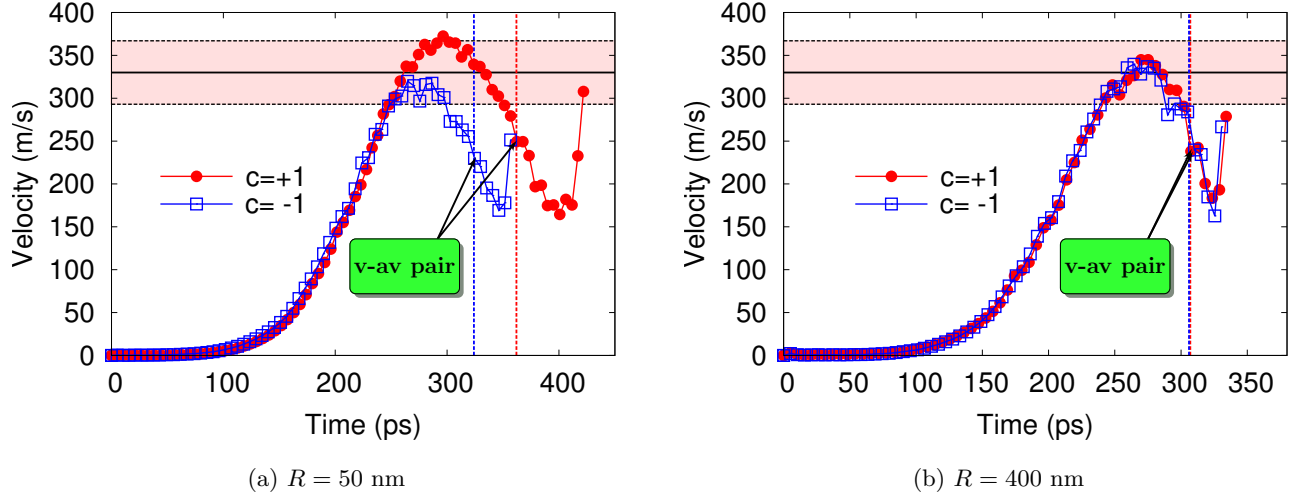 400
350
300
250
200
150
100
50
0
Velocity (m/s)
c=+1
c= -1
v-av pair
0 100 200 300 400
Time (ps)
(a) R = 50 nm
400
350
300
250
200
150
100
50
0
Velocity (m/s)
c=+1
c= -1
v-av pair
0 50 100 150 200 250 300 350
Time (ps)
(b) R = 400 nm